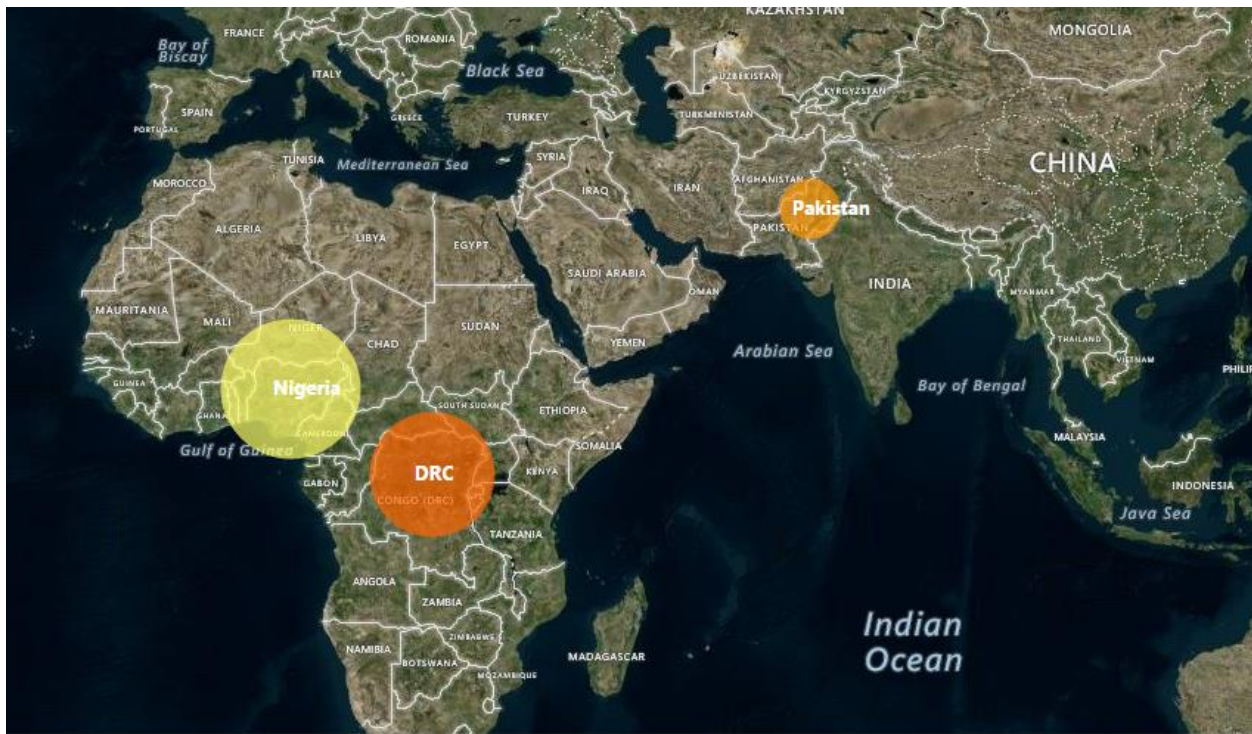 KAZAKHSTAN
FRANCE
MONGOLIA
ROMANIA
Bay of
Biscay
Black Sea
ITALY
UZBEKISTAN
KYRGYZSTAN
SPAIN
GREECE
TURKEY
TURKMENISTAN
PORTUGAL
TUNISIA
Mediterranean Sea
SYRIA
CHINA
MOROCCO
IRAQ
IRAN
AFGHANISTAN
Pakistan
ALGERIA
LIBYA
EGYPT
PAKISTAN
SAUDI ARABIA
INDIA
OMAN
MYANMAR
MAURITANIA
MALI
NIGER
CHAD
SUDAN
YEMEN
THAILAND
Arabian Sea
VIETNAM
GUINEA
Nigeria
Bay of Bengal
PHILIP
GHANA
SOUTH SUDAN
ETHIOPIA
CAMEROON
SOMALIA
MALAYSIA
Gulf of Guinea
DRC
KENYA
GABON
CONGO (DRC)
INDONESIA
Java Sea
TANZANIA
ANGOLA
ZAMBIA
Indian
Ocean
ZIMBABWE
NAMIBIA
BOTSWANA
MADAGASCAR
MOZAMBIQUE